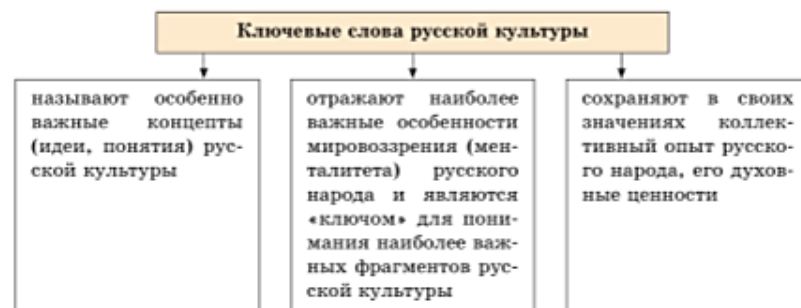 Ключевые слова русской культуры
называют особенно
важные концепты
(идеи, понятия) рус-
ской культуры
отражают наиболее
важные особенности
мировоззрения (мен-
талитета) русского
народа и являются
«ключом» для пони-
мания наиболее важ-
ных фрагментов рус-
ской культуры
сохраняют в своих
значениях коллек-
тивный опыт русско-
го народа, его духов-
ные ценности